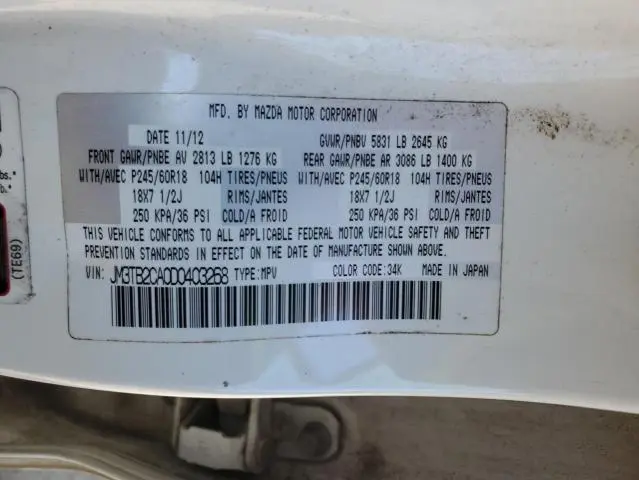 MFD. BY MAZDA MOTOR CORPORATION
DATE 11/12 GVWR/PNBV 5831 LB 2645 KG
FRONT GAWR/PNBE AV 2813 LB 1276 KG REAR GAWR/PNBE AR 3086 LB 1400 KG
WITH/AVEC P245/60R18 104H TIRES/PNEUS WITH/AVEC P245/60R18 104H TIRES/PNEUS
18X7 1/2J RIMS/JANTES 18X7 1/2J RIMS/JANTES
250 KPA/36 PSI COLD/A FROID 250 KPA/36 PSI COLD/A FROID
THIS VEHICLE CONFORMS TO ALL APPLICABLE FEDERAL MOTOR VEHICLE SAFETY AND THEFT
PREVENTION STANDARDS IN EFFECT ON THE DATE OF MANUFACTURE SHOWN ABOVE.
VIN: JM3TB2CA0D0403268 TYPE:MPV COLOR CODE:34K MADE IN JAPAN
(TE69)